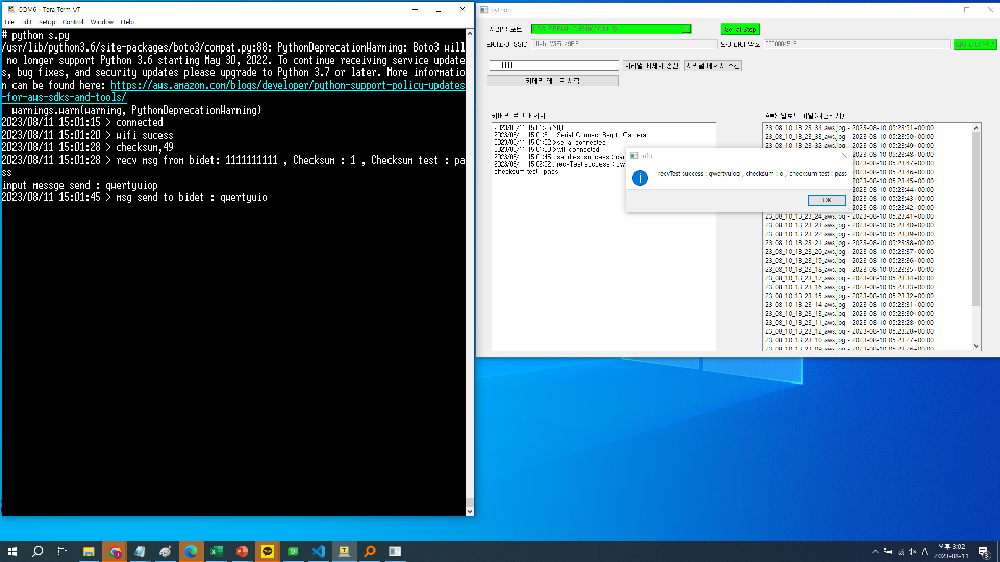 COM6 - Tera Term VT
File Edit Setup Control Window Help
# python s.py
/usr/lib/python3.6/site-packages/boto3/compat.py:88: PythonDeprecationWarning: Boto3 will
no longer support Python 3.6 starting May 30, 2022. To continue receiving service update
s, bug fixes, and security updates please upgrade to Python 3.7 or later. More informatio
n can be found here: https://aws.amazon.com/blogs/developer/python-support-policy-updates
-for-aws-sdks-and-tools/
warnings.warn(warning, PythonDeprecationWarning)
2023/08/11 15:01:15 > connected
2023/08/11 15:01:20 > wifi sucess
2023/08/11 15:01:28 > checksum,49
2023/08/11 15:01:28 > recv msg from bidet: 1111111111 , Checksum : 1 , Checksum test : pa
ss
input messge send : qwertyuiop
2023/08/11 15:01:45 > msg send to bidet : qwertyuio
python
시리얼 포트 USB-SERIAL CH340(COM10) Serial Stop
와이파이 SSID olleh_WiFi_49E3 와이파이 암호 0000004518 와이파이 연결
111111111 시리얼 메세지 송신 시리얼 메세지 수신
카메라 테스트 시작
카메라 로그 메세지
2023/08/11 15:01:25 >0,0
2023/08/11 15:01:31 >Serial Connect Req to Camera
2023/08/11 15:01:32 >serial connected
2023/08/11 15:01:38 >wifi connected
2023/08/11 15:01:45 >sendtest success : 
2023/08/11 15:02:02 >recvTest success : 
checksum test : pass
info
recvTest success : qwertyuioo , checksum : o , checksum test : pass
OK
AWS 업로드 파일(최근30개)
23_08_10_13_23_34_aws.jpg - 2023-08-10 05:23:51+00:00
23_08_10_13_23_33_aws.jpg - 2023-08-10 05:23:50+00:00
23_08_10_13_23_32_aws.jpg - 2023-08-10 05:23:49+00:00
2023-08-10 05:23:48+00:00
2023-08-10 05:23:47+00:00
2023-08-10 05:23:46+00:00
2023-08-10 05:23:45+00:00
2023-08-10 05:23:44+00:00
2023-08-10 05:23:43+00:00
2023-08-10 05:23:42+00:00
23_08_10_13_23_24_aws.jpg - 2023-08-10 05:23:41+00:00
23_08_10_13_23_23_aws.jpg - 2023-08-10 05:23:40+00:00
23_08_10_13_23_22_aws.jpg - 2023-08-10 05:23:39+00:00
23_08_10_13_23_21_aws.jpg - 2023-08-10 05:23:38+00:00
23_08_10_13_23_20_aws.jpg - 2023-08-10 05:23:37+00:00
23_08_10_13_23_19_aws.jpg - 2023-08-10 05:23:36+00:00
23_08_10_13_23_18_aws.jpg - 2023-08-10 05:23:35+00:00
23_08_10_13_23_17_aws.jpg - 2023-08-10 05:23:34+00:00
23_08_10_13_23_16_aws.jpg - 2023-08-10 05:23:33+00:00
23_08_10_13_23_15_aws.jpg - 2023-08-10 05:23:32+00:00
23_08_10_13_23_14_aws.jpg - 2023-08-10 05:23:31+00:00
23_08_10_13_23_13_aws.jpg - 2023-08-10 05:23:30+00:00
23_08_10_13_23_11_aws.jpg - 2023-08-10 05:23:28+00:00
23_08_10_13_23_12_aws.jpg - 2023-08-10 05:23:28+00:00
23_08_10_13_23_10_aws.jpg - 2023-08-10 05:23:27+00:00
23_08_10_13_23_09_aws.jpg - 2023-08-10 05:23:26+00:00
TALK
A
오후 3:02
2023-08-11
3